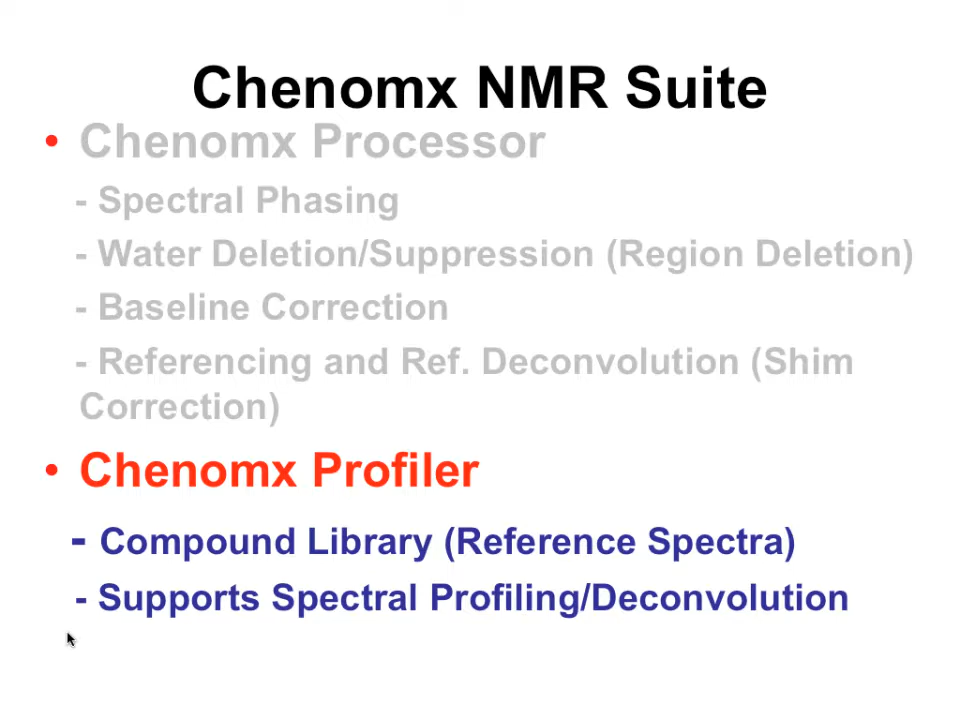 Chenomx NMR Suite
• Chenomx Processor
- Spectral Phasing
- Water Deletion/Suppression (Region Deletion)
- Baseline Correction
- Referencing and Ref. Deconvolution (Shim
Correction)
• Chenomx Profiler
- Compound Library (Reference Spectra)
- Supports Spectral Profiling/Deconvolution